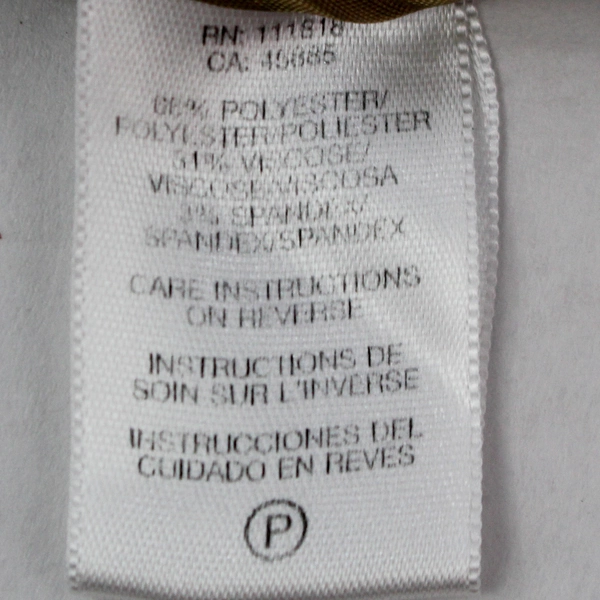 RN: 111818
CA: 45885
66% POLYESTER/
POLYESTER/POLIESTER
31% VISCOSE/
VISCOSE/VISCOSA
3% SPANDEX/
SPANDEX/SPANDEX
CARE INSTRUCTIONS
ON REVERSE
INSTRUCTIONS DE
SOIN SUR L'INVERSE
INSTRUCCIONES DEL
CUIDADO EN REVES
P